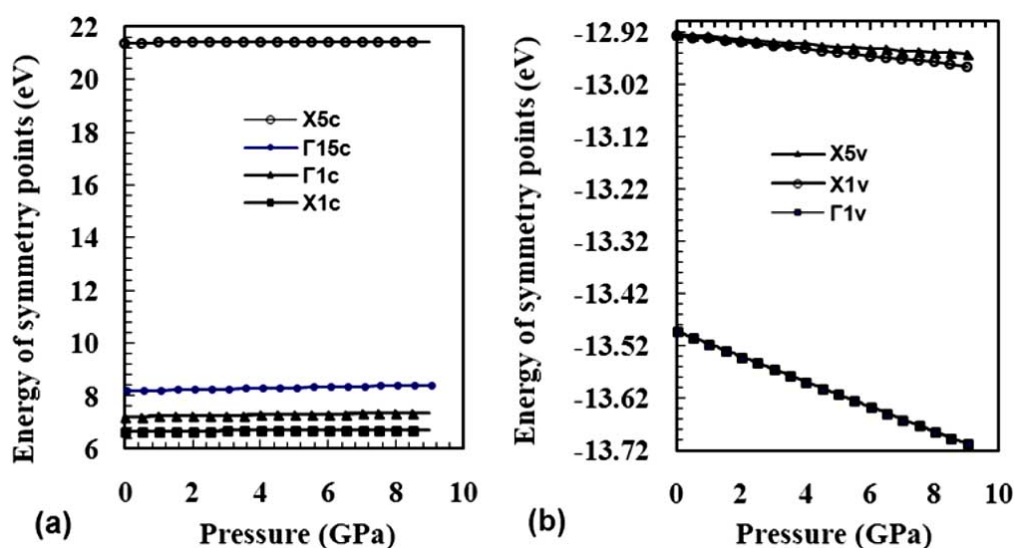 Energy of symmetry points (eV)
22
20
18
16
14
12
10
8
6
X5c
Γ15c
Γ1c
X1c
0 2 4 6 8 10
Pressure (GPa)
(a)
Energy of symmetry points (eV)
-12.92
-13.02
-13.12
-13.22
-13.32
-13.42
-13.52
-13.62
-13.72
X5v
X1v
Γ1v
0 2 4 6 8 10
Pressure (GPa)
(b)